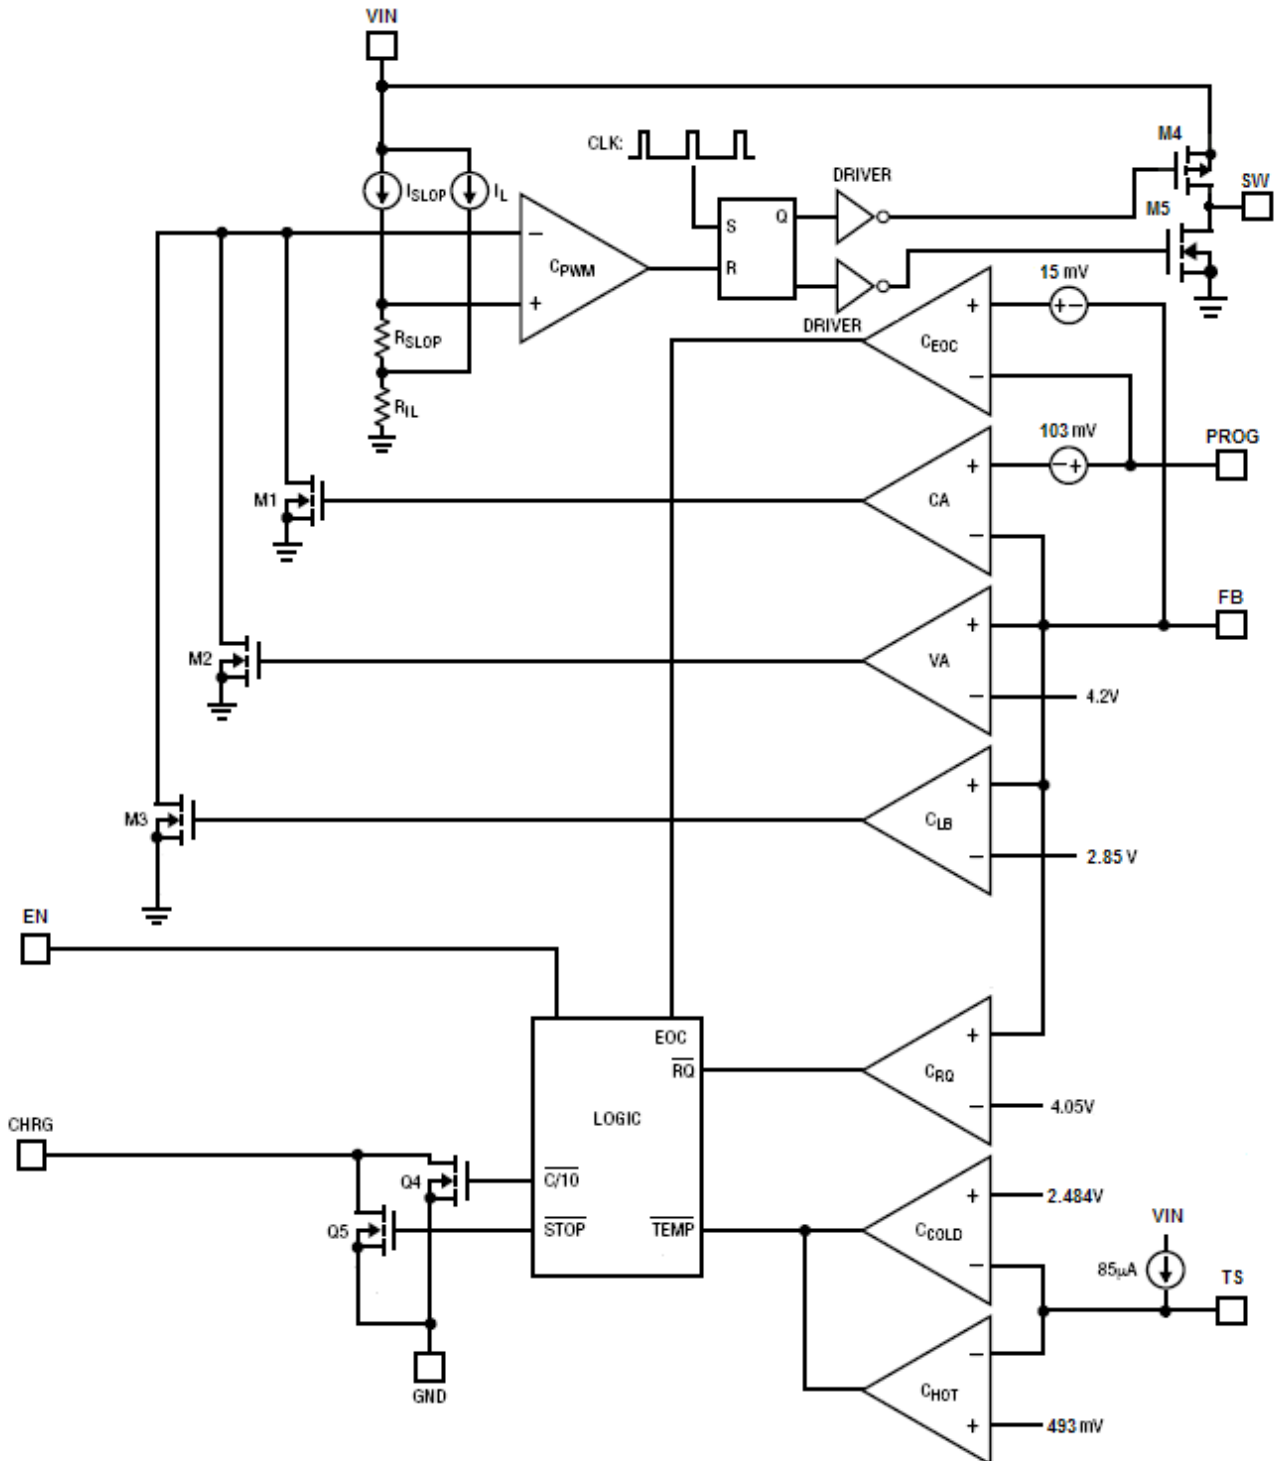 VIN
CLK:
M4
DRIVER
SW
ISLOP
IL
M5
S
Q
−
CPWM
R
+
15 mV
+ −
DRIVER
+
RSLOP
CEOC
−
RIL
103 mV
PROG
+
− +
M1
CA
−
FB
+
M2
VA
−
4.2V
+
M3
CLB
−
2.85 V
EN
EOC
+
RQ
CRQ
−
4.05V
LOGIC
CHRG
C/10
Q4
+
2.484V
VIN
Q5
STOP
TEMP
CCOLD
−
85µA
TS
−
GND
CHOT
+
493 mV